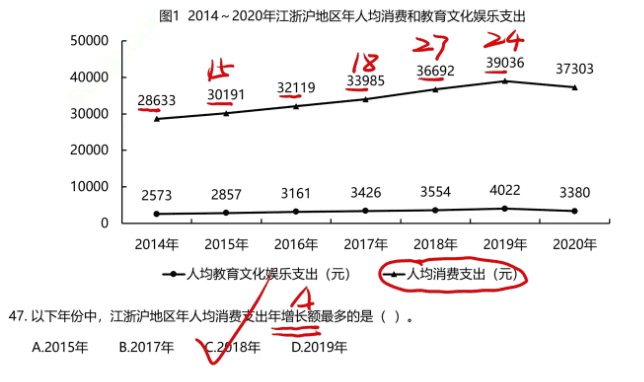 图1 2014～2020年江浙沪地区年人均消费和教育文化娱乐支出
50000
40000
30000
20000
10000
0
15 18 27 24
28633 30191 32119 33985 36692 39036 37303
2573 2857 3161 3426 3554 4022 3380
2014年 2015年 2016年 2017年 2018年 2019年 2020年
人均教育文化娱乐支出（元） 人均消费支出（元）
A
47. 以下年份中，江浙沪地区年人均消费支出年增长额最多的是（ ）。
A.2015年 B.2017年 C.2018年 D.2019年